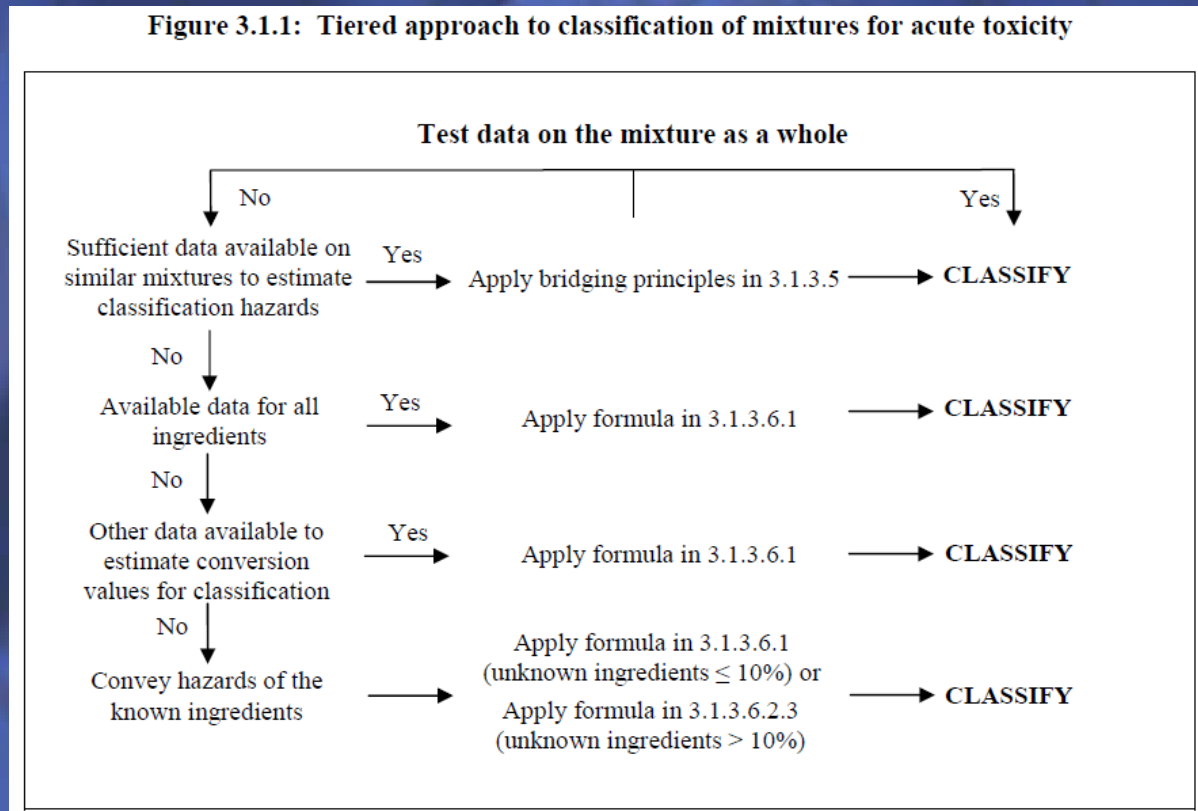 Figure 3.1.1: Tiered approach to classification of mixtures for acute toxicity
Test data on the mixture as a whole
No
Yes
Sufficient data available on
similar mixtures to estimate
classification hazards
Yes
Apply bridging principles in 3.1.3.5
CLASSIFY
No
Available data for all
ingredients
Yes
Apply formula in 3.1.3.6.1
CLASSIFY
No
Other data available to
estimate conversion
values for classification
Yes
Apply formula in 3.1.3.6.1
CLASSIFY
No
Convey hazards of the
known ingredients
Apply formula in 3.1.3.6.1
(unknown ingredients ≤ 10%) or
Apply formula in 3.1.3.6.2.3
(unknown ingredients > 10%)
CLASSIFY